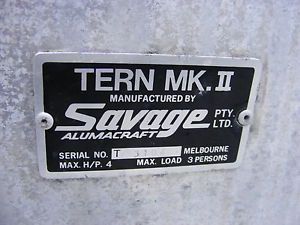 TERN MK. II
MANUFACTURED BY
Savage PTY. LTD.
ALUMACRAFT
SERIAL NO. T MELBOURNE
MAX. H/P. 4 MAX. LOAD 3 PERSONS